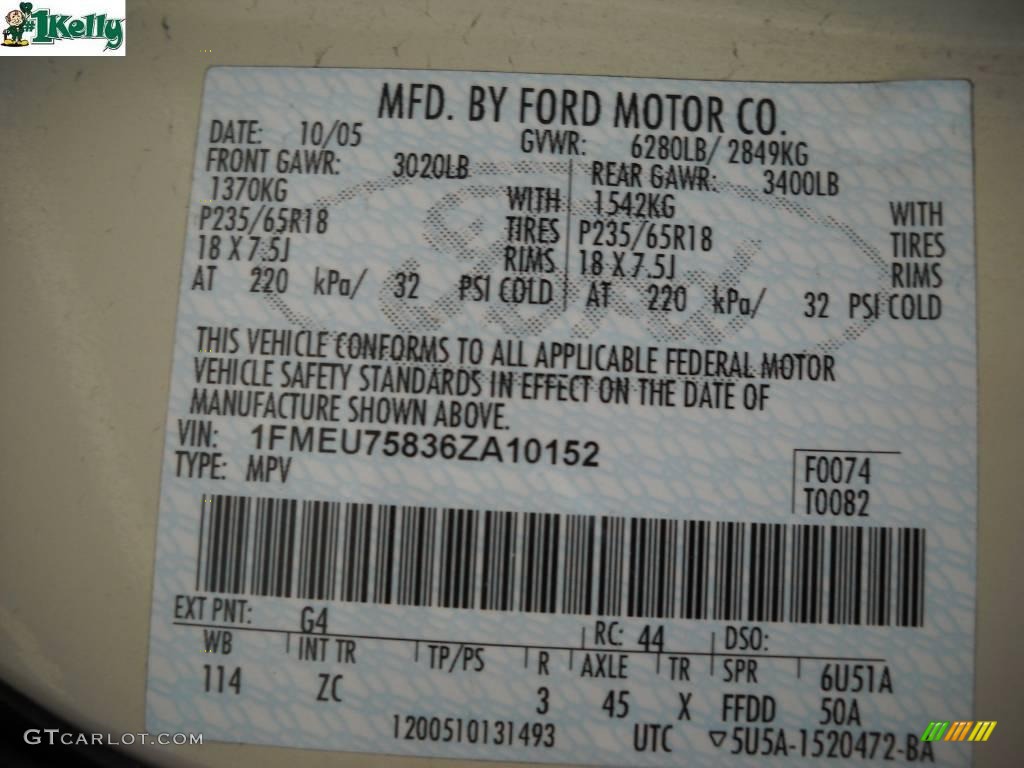 #1Kelly
MFD. BY FORD MOTOR CO.
DATE: 10/05 GVWR: 6280LB/ 2849KG
FRONT GAWR: 3020LB REAR GAWR: 3400LB
1370KG WITH 1542KG WITH
P235/65R18 TIRES P235/65R18 TIRES
18 X 7.5J RIMS 18 X 7.5J RIMS
AT 220 kPa/ 32 PSI COLD AT 220 kPa/ 32 PSI COLD
THIS VEHICLE CONFORMS TO ALL APPLICABLE FEDERAL MOTOR
VEHICLE SAFETY STANDARDS IN EFFECT ON THE DATE OF
MANUFACTURE SHOWN ABOVE.
VIN: 1FMEU75836ZA10152
TYPE: MPV
F0074
T0082
EXT PNT: G4 RC: 44 DSO:
WB INT TR TP/PS R AXLE TR SPR 6U51A
114 ZC 3 45 X FFDD 50A
1200510131493 UTC ▽5U5A-1520472-BA
GTCARLOT.COM